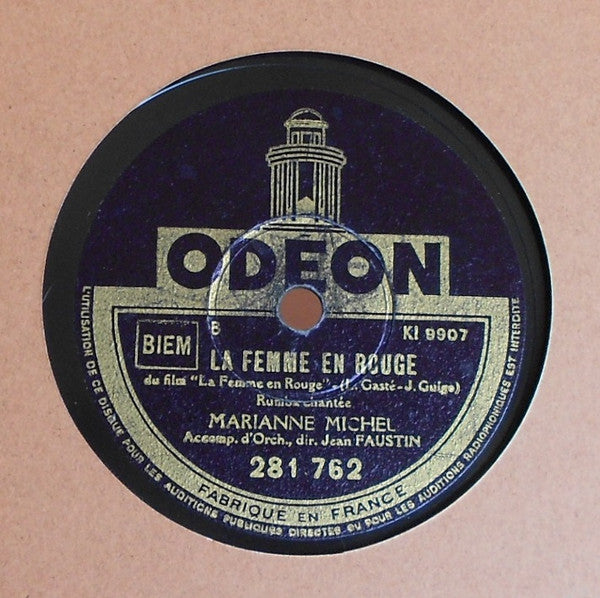 ODEON
B
KI 9907
BIEM
LA FEMME EN ROUGE
du film "La Femme en Rouge" - (L. Gasté - J. Guigo)
Rumba chantée
MARIANNE MICHEL
Accomp. d'Orch., dir. Jean FAUSTIN
281 762
FABRIQUÉ EN FRANCE
L'UTILISATION DE CE DISQUE POUR LES AUDITIONS PUBLIQUES DIRECTES OU POUR LES AUDITIONS RADIOPHONIQUES EST INTERDITE